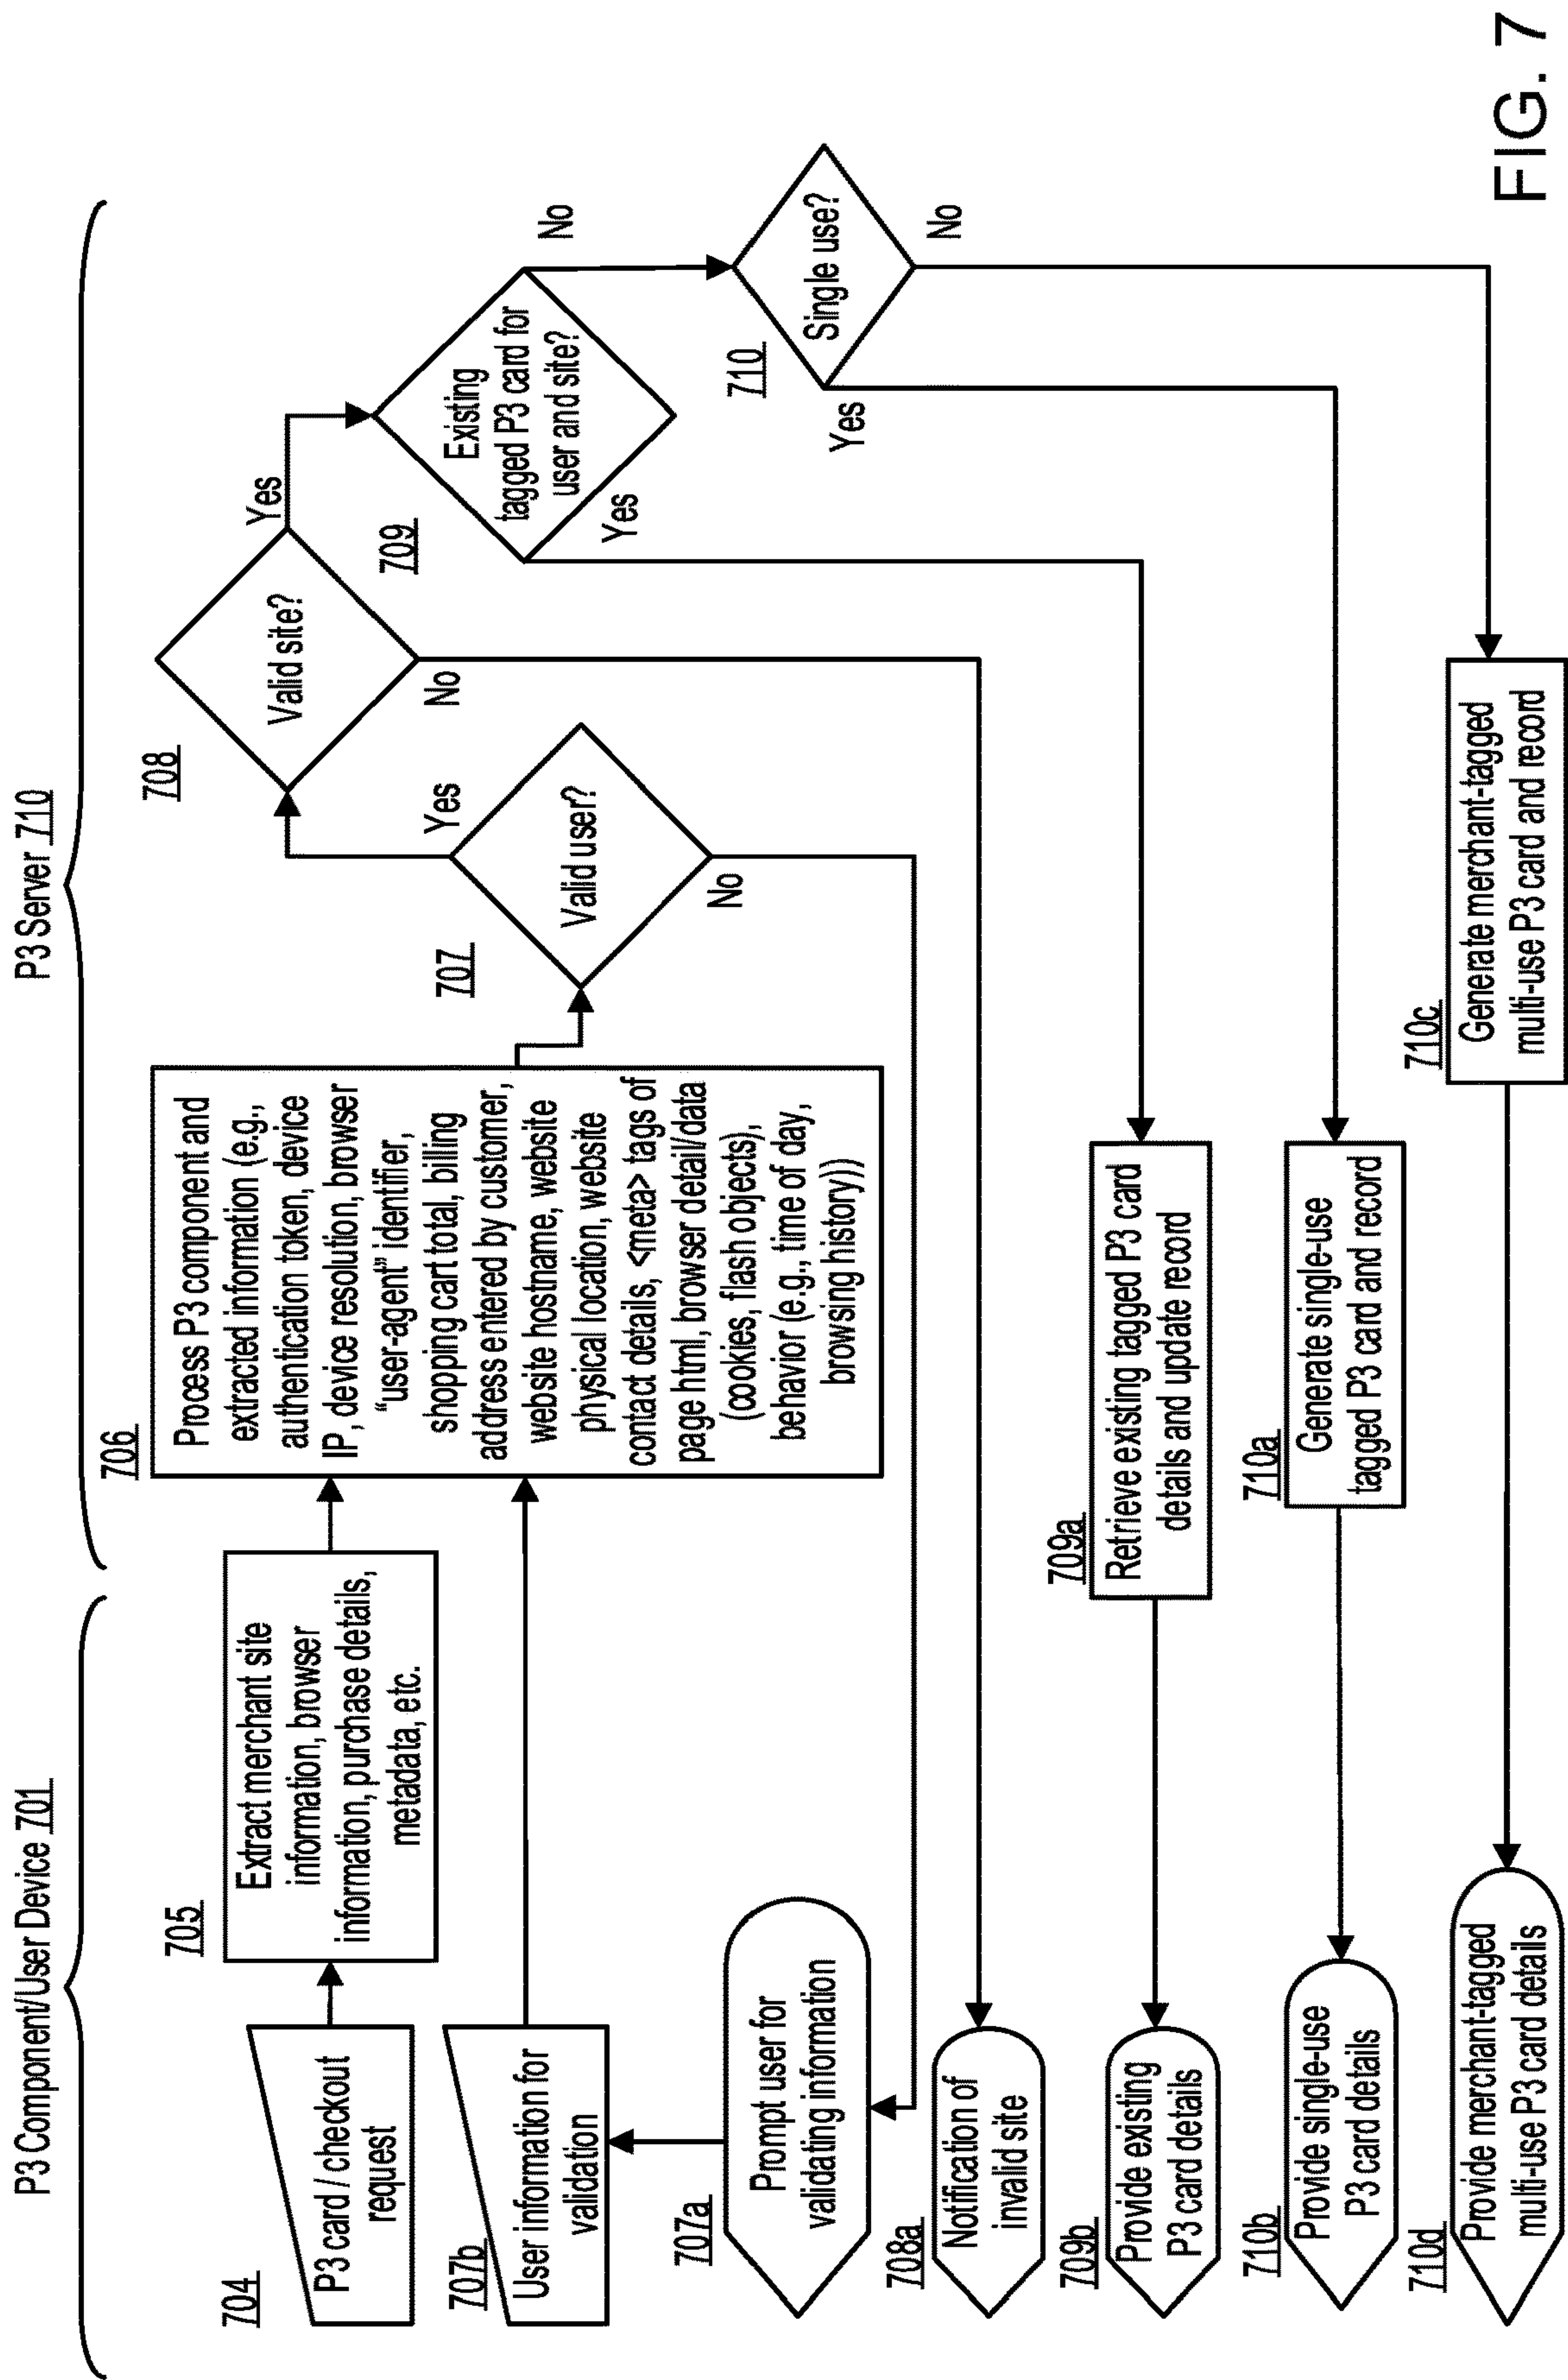 P3 Component/User Device 701
P3 Server 710
704
P3 card / checkout
request
705
Extract merchant site
information, browser
information, purchase details,
metadata, etc.
706
Process P3 component and
extracted information (e.g.,
authentication token, device
IP, device resolution, browser
“user-agent” identifier,
shopping cart total, billing
address entered by customer,
website hostname, website
physical location, website
contact details, <meta> tags of
page html, browser detail/data
(cookies, flash objects),
behavior (e.g., time of day,
browsing history))
707
Valid user?
Yes
No
707a
Prompt user for
validating information
707b
User information for
validation
708
Valid site?
Yes
No
708a
Notification of
invalid site
709
Existing
tagged P3 card for
user and site?
Yes
No
709a
Retrieve existing tagged P3 card
details and update record
709b
Provide existing
P3 card details
710
Single use?
Yes
No
710a
Generate single-use
tagged P3 card and record
710b
Provide single-use
P3 card details
710c
Generate merchant-tagged
multi-use P3 card and record
710d
Provide merchant-tagged
multi-use P3 card details
FIG. 7